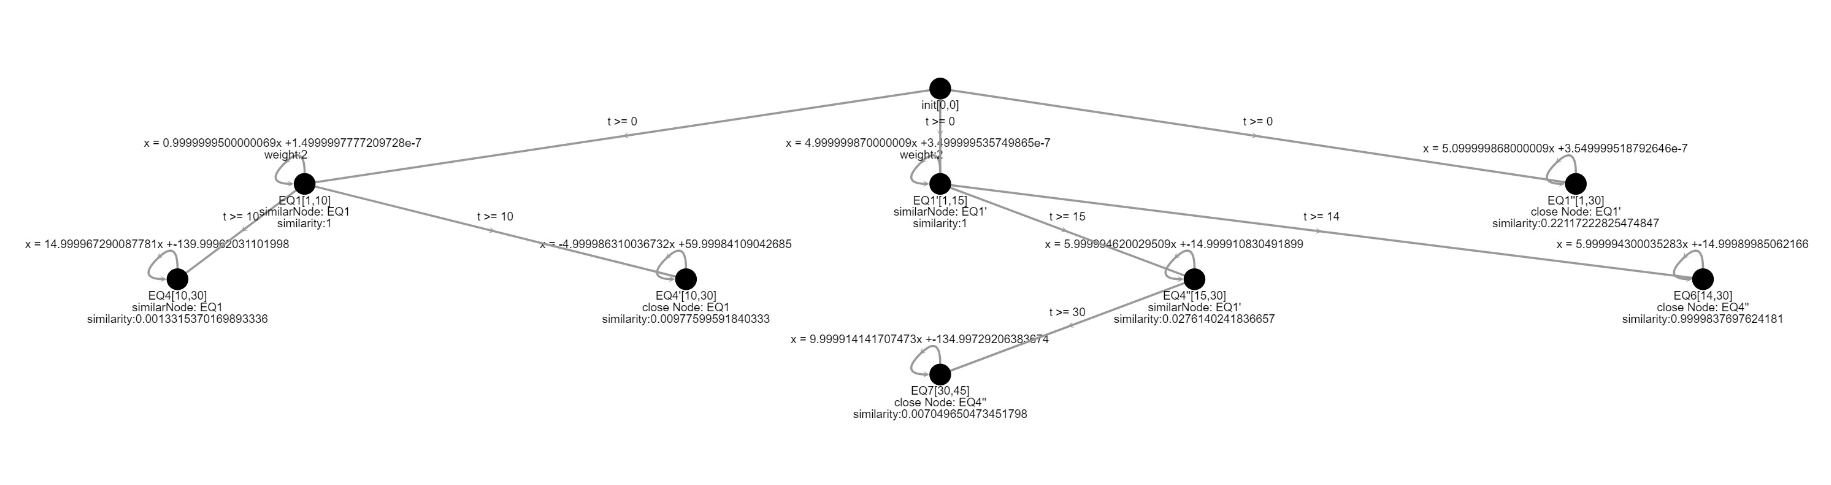 init[0,0]
t >= 0
t >= 0
t >= 0
x = 0.9999999500000069x +1.4999997777209728e-7
weight:2
x = 4.999999870000009x +3.499999535749865e-7
weight:2
x = 5.099999868000009x +3.549999518792646e-7
EQ1[1,10]
similarNode: EQ1
similarity:1
EQ1'[1,15]
similarNode: EQ1'
similarity:1
EQ1''[1,30]
close Node: EQ1'
similarity:0.22117222825474847
t >= 10
t >= 10
t >= 15
t >= 14
x = 14.999967290087781x +-139.99962031101998
x = -4.999986310036732x +59.99984109042685
x = 5.999994620029509x +-14.999910830491899
x = 5.999994300035283x +-14.99989985062166
EQ4[10,30]
similarNode: EQ1
similarity:0.0013315370169893336
EQ4'[10,30]
close Node: EQ1
similarity:0.00977599591840333
EQ4''[15,30]
similarNode: EQ1'
similarity:0.0276140241836657
EQ6[14,30]
close Node: EQ4''
similarity:0.9999837697624181
t >= 30
x = 9.999914141707473x +-134.99729206383674
EQ7[30,45]
close Node: EQ4''
similarity:0.007049650473451798